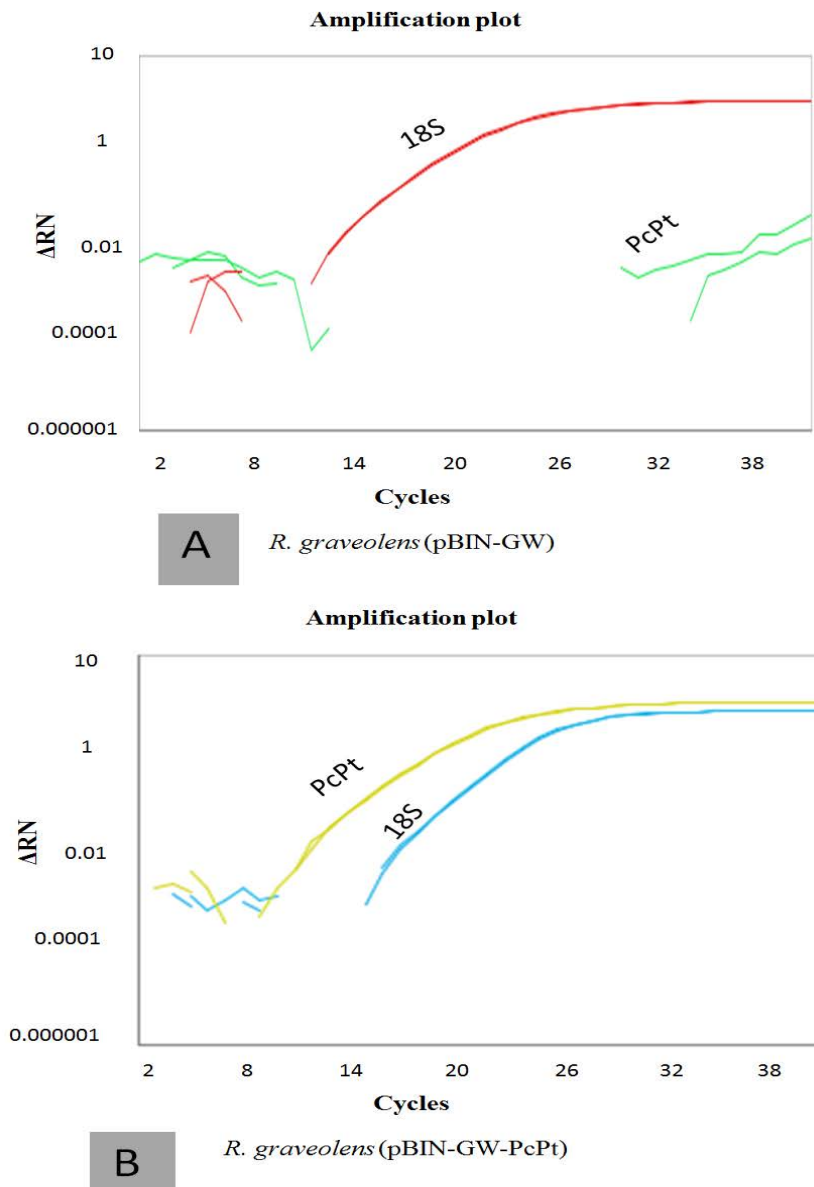 Amplification plot
10
1
0.01
0.0001
0.000001
ΔRN
18S
PcPt
2 8 14 20 26 32 38
Cycles
A
R. graveolens (pBIN-GW)
Amplification plot
10
1
0.01
0.0001
0.000001
ΔRN
PcPt
18S
2 8 14 20 26 32 38
Cycles
B
R. graveolens (pBIN-GW-PcPt)